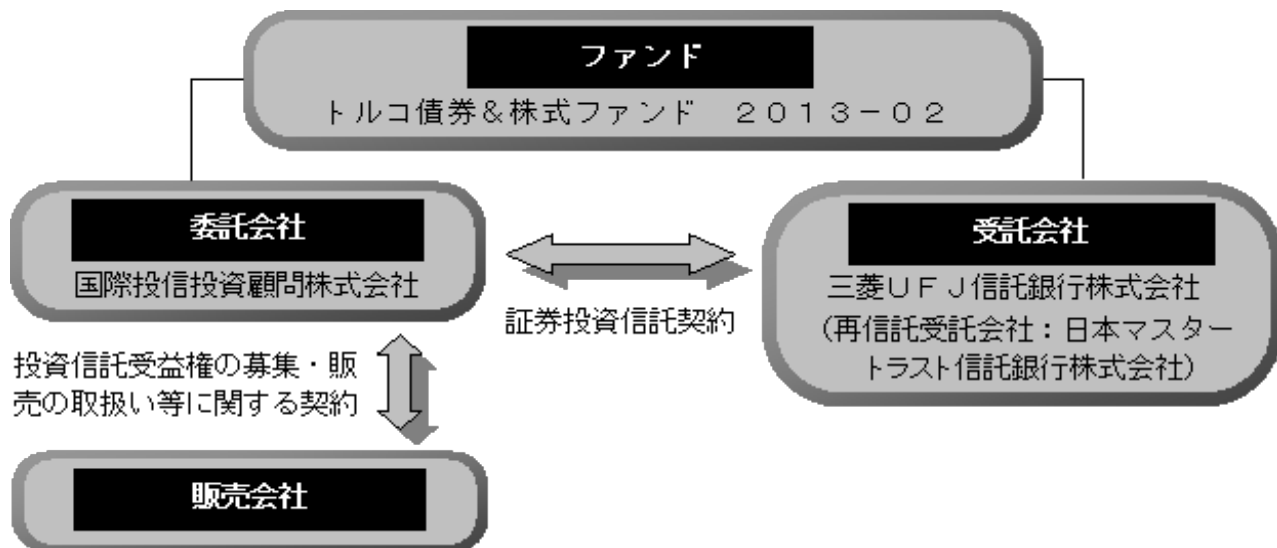 ファンド
トルコ債券＆株式ファンド　２０１３－０２
委託会社
国際投信投資顧問株式会社
受託会社
三菱ＵＦＪ信託銀行株式会社
（再信託受託会社：日本マスター
トラスト信託銀行株式会社）
証券投資信託契約
投資信託受益権の募集・販
売の取扱い等に関する契約
販売会社